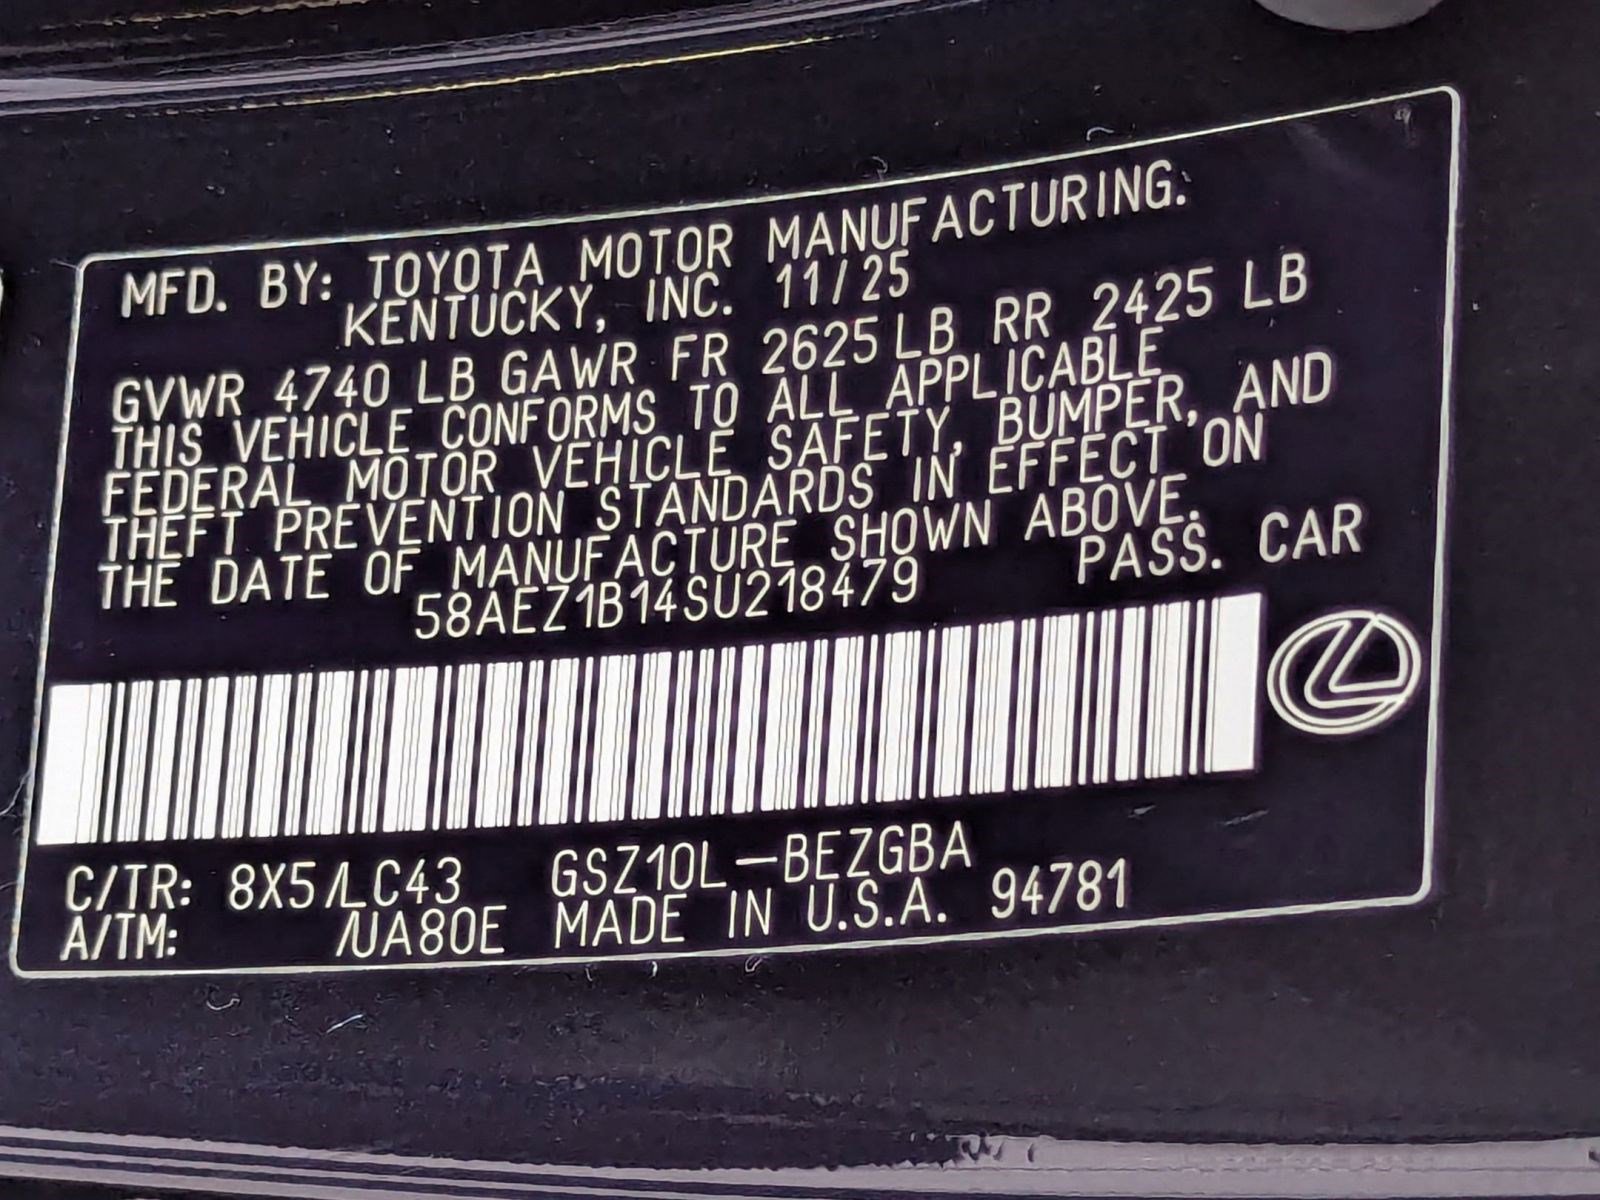 MFD. BY: TOYOTA MOTOR MANUFACTURING.
KENTUCKY, INC. 11/25
GVWR 4740 LB GAWR FR 2625 LB RR 2425 LB
THIS VEHICLE CONFORMS TO ALL APPLICABLE
FEDERAL MOTOR VEHICLE SAFETY, BUMPER, AND
THEFT PREVENTION STANDARDS IN EFFECT ON
THE DATE OF MANUFACTURE SHOWN ABOVE.
58AEZ1B14SU218479 PASS. CAR
C/TR: 8X5/LC43 GSZ10L-BEZGBA
A/TM: /UA80E MADE IN U.S.A. 94781